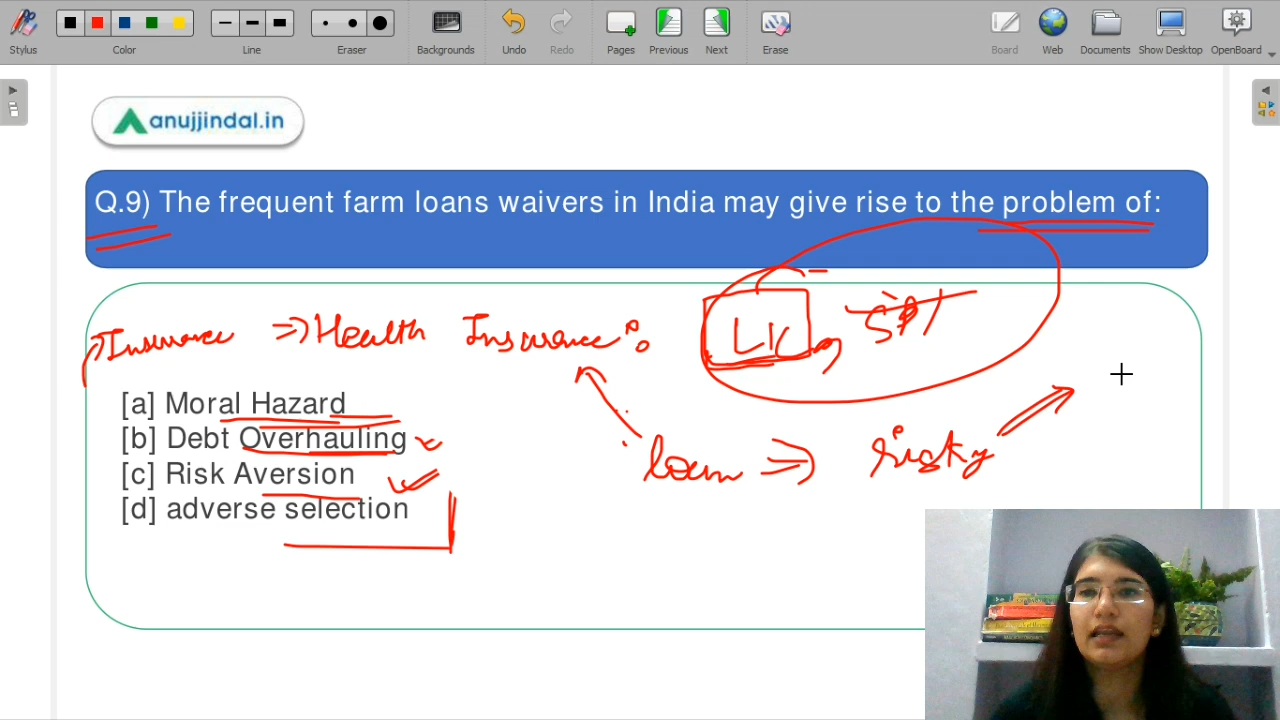 Stylus Color Line Eraser Backgrounds Undo Redo Pages Previous Next Erase Board Web Documents Show Desktop OpenBoard
anujjindal.in
Q.9) The frequent farm loans waivers in India may give rise to the problem of:
Insurance ⇒ Health Insurance:
[a] Moral Hazard
[b] Debt Overhauling
[c] Risk Aversion
[d] adverse selection
loan ⇒ risky